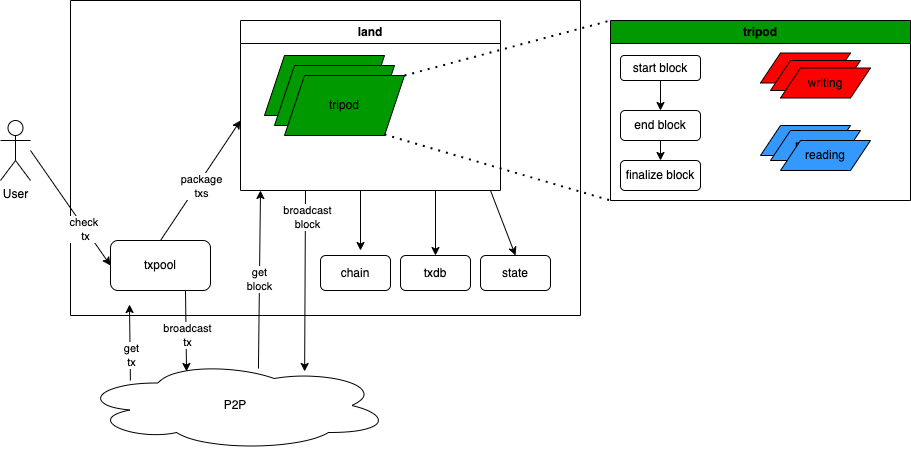 land
tripod
tripod
start block
writing
end block
reading
finalize block
User
package
txs
check
tx
broadcast
block
txpool
get
block
chain
txdb
state
broadcast
tx
get
tx
P2P